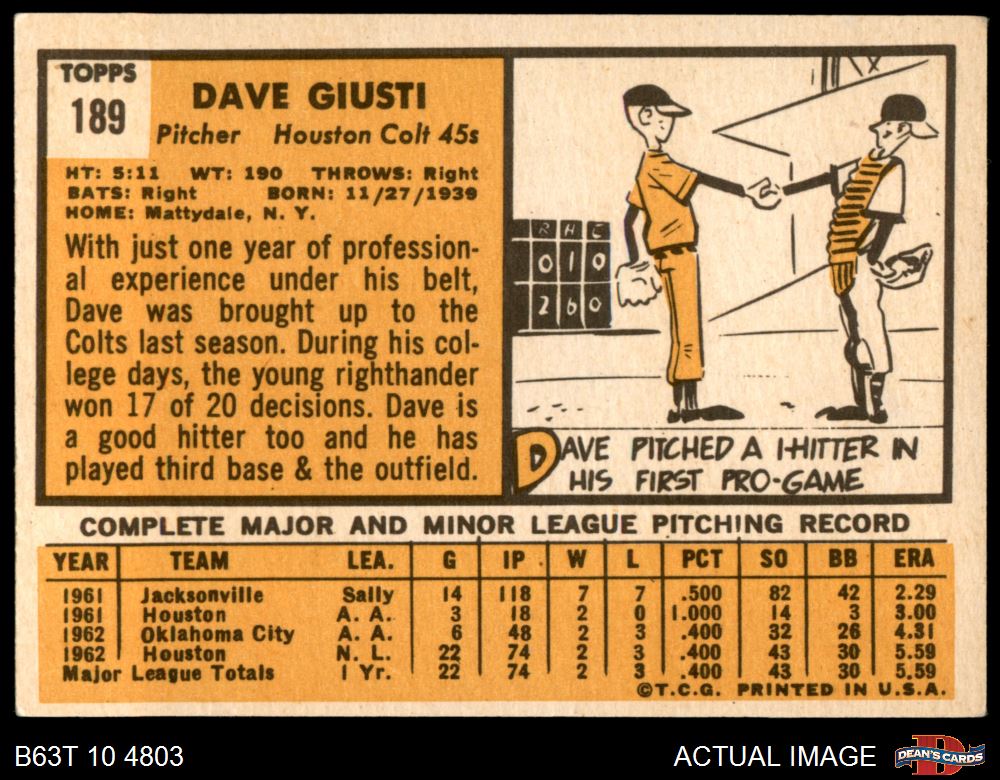 TOPPS
189
DAVE GIUSTI
Pitcher Houston Colt 45s
HT: 5:11 WT: 190 THROWS: Right
BATS: Right BORN: 11/27/1939
HOME: Mattydale, N. Y.
With just one year of profession-
al experience under his belt,
Dave was brought up to the
Colts last season. During his col-
lege days, the young righthander
won 17 of 20 decisions. Dave is
a good hitter too and he has
played third base & the outfield.
R H E
0 1 0
2 6 0
DAVE PITCHED A 1-HITTER IN
HIS FIRST PRO-GAME
COMPLETE MAJOR AND MINOR LEAGUE PITCHING RECORD
YEAR TEAM LEA. G IP W L PCT SO BB ERA
1961 Jacksonville Sally 14 118 7 7 .500 82 42 2.29
1961 Houston A. A. 3 18 2 0 1.000 14 3 3.00
1962 Oklahoma City A. A. 6 48 2 3 .400 32 26 4.31
1962 Houston N. L. 22 74 2 3 .400 43 30 5.59
Major League Totals 1 Yr. 22 74 2 3 .400 43 30 5.59
©T.C.G. PRINTED IN U.S.A.
B63T 10 4803
ACTUAL IMAGE
D
DEAN'S CARDS